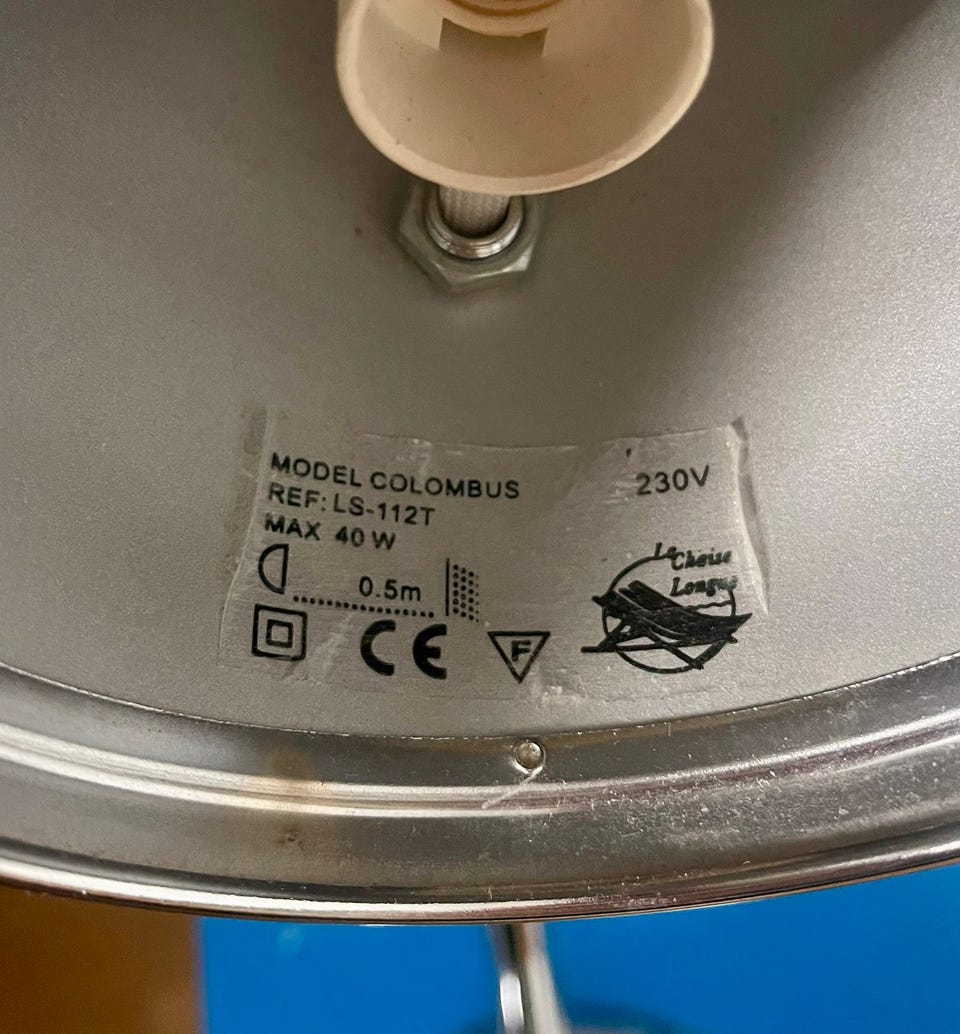 MODEL COLOMBUS
REF: LS-112T
MAX 40 W
230V
0.5m
CE
F
La Chaise
Longue